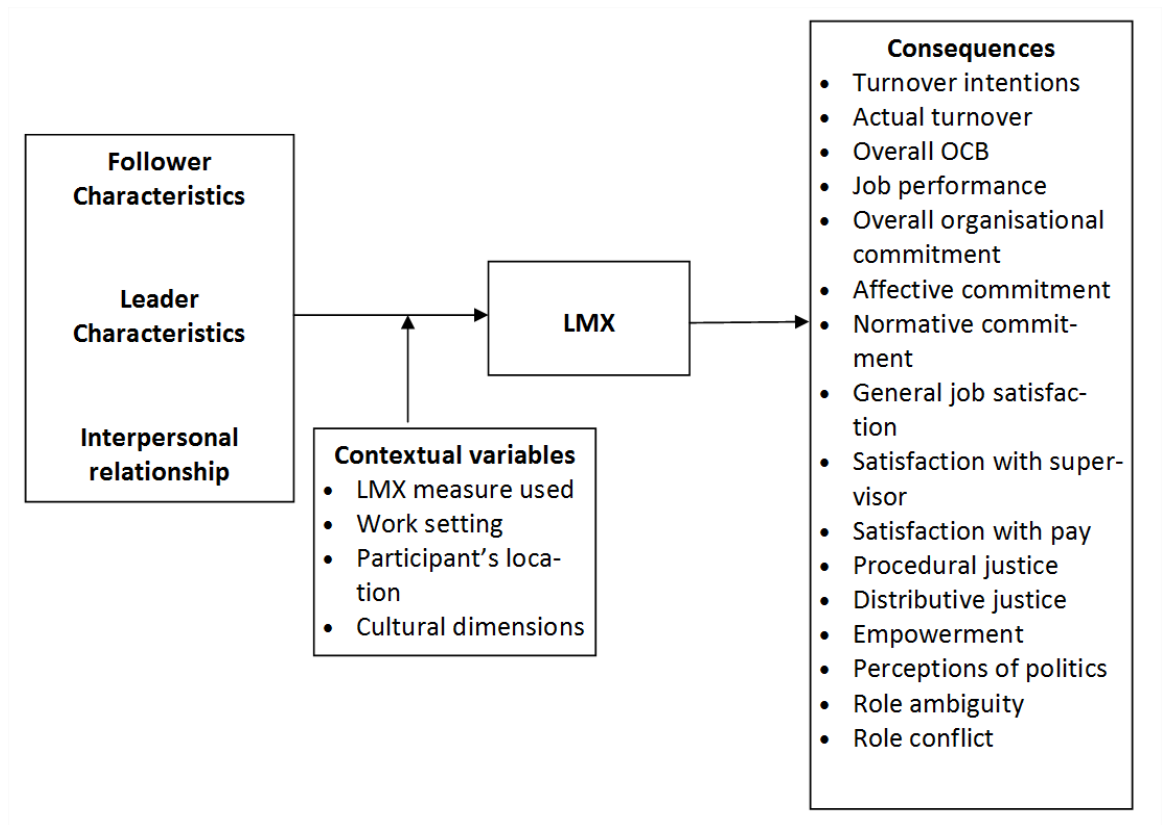 Follower
Characteristics
Leader
Characteristics
Interpersonal
relationship
Contextual variables
• LMX measure used
• Work setting
• Participant's loca-
tion
• Cultural dimensions
LMX
Consequences
• Turnover intentions
• Actual turnover
• Overall OCB
• Job performance
• Overall organisational
commitment
• Affective commitment
• Normative commit-
ment
• General job satisfac-
tion
• Satisfaction with super-
visor
• Satisfaction with pay
• Procedural justice
• Distributive justice
• Empowerment
• Perceptions of politics
• Role ambiguity
• Role conflict